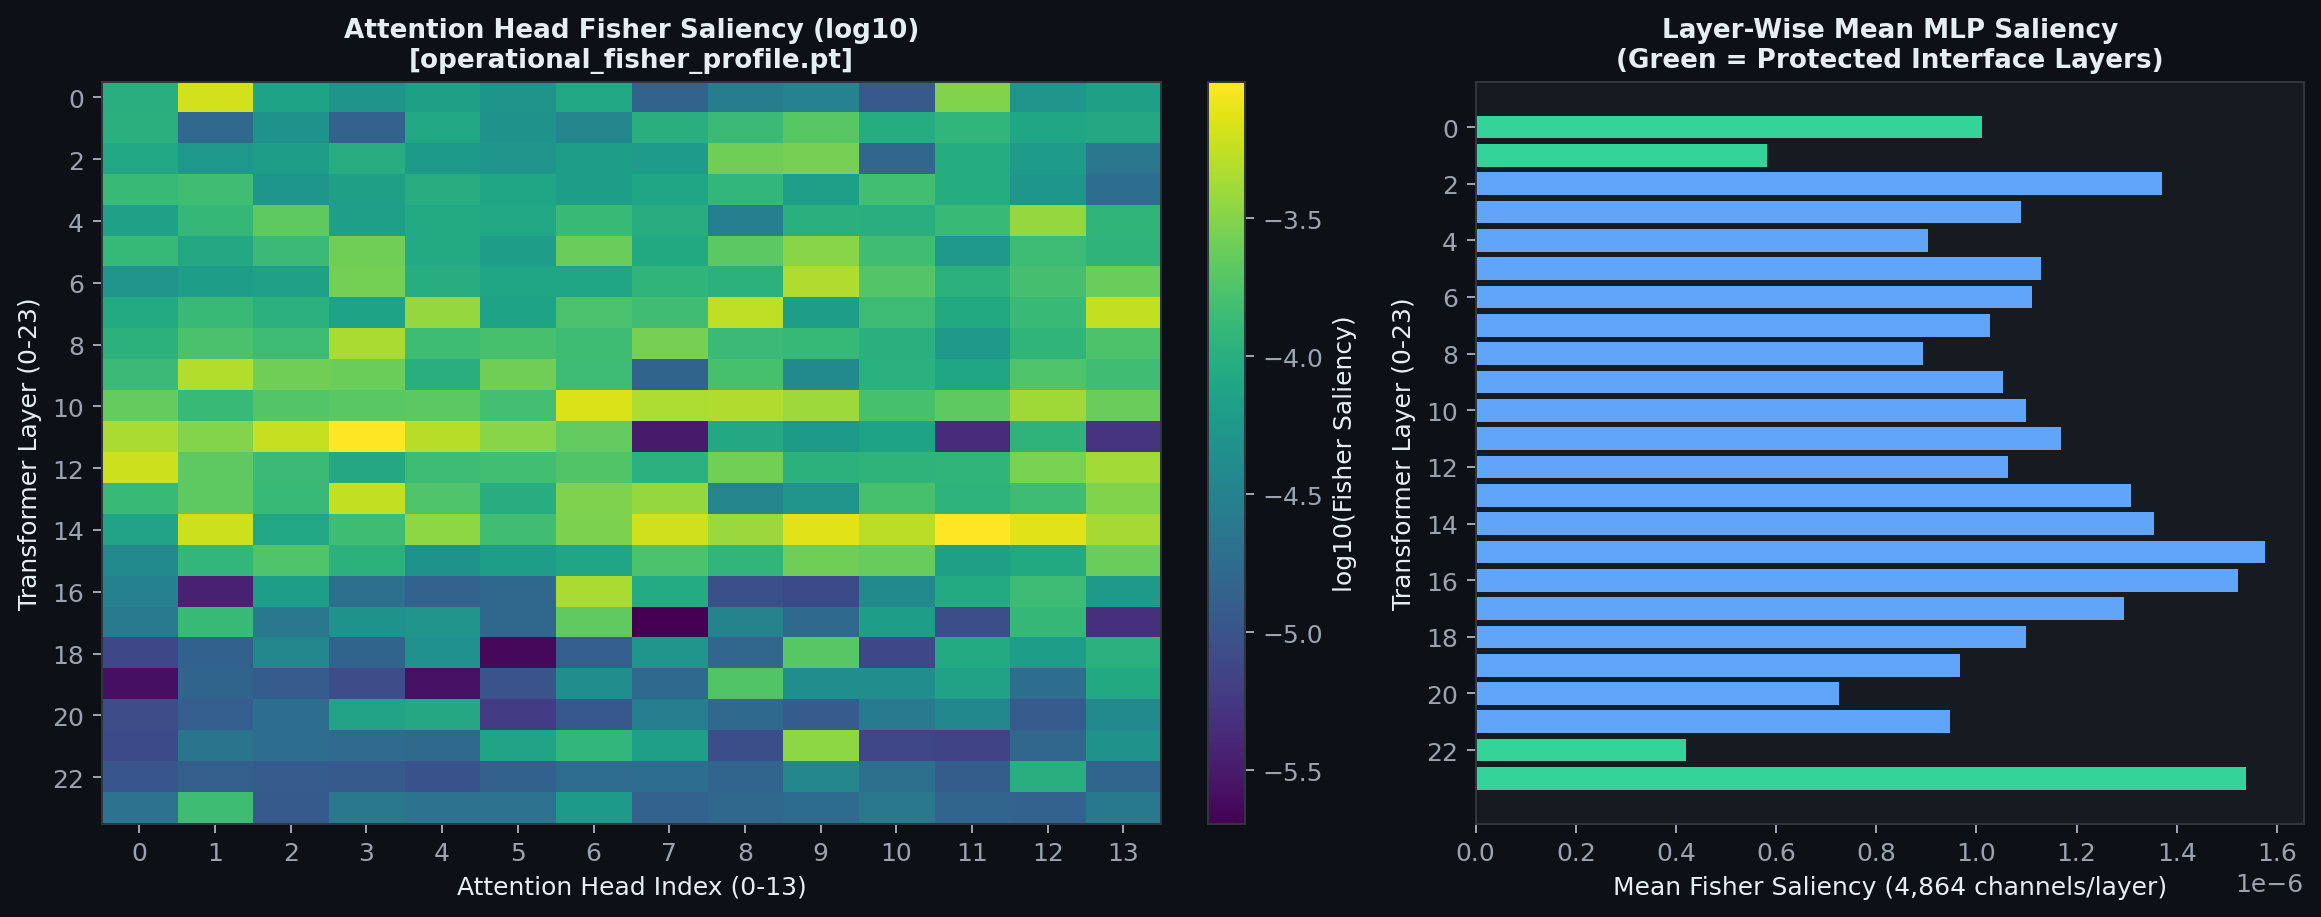 Attention Head Fisher Saliency (log10)
[operational_fisher_profile.pt]
Transformer Layer (0-23)
0
2
4
6
8
10
12
14
16
18
20
22
0 1 2 3 4 5 6 7 8 9 10 11 12 13
Attention Head Index (0-13)
−3.5
−4.0
−4.5
−5.0
−5.5
log10(Fisher Saliency)
Layer-Wise Mean MLP Saliency
(Green = Protected Interface Layers)
Transformer Layer (0-23)
0
2
4
6
8
10
12
14
16
18
20
22
0.0 0.2 0.4 0.6 0.8 1.0 1.2 1.4 1.6
Mean Fisher Saliency (4,864 channels/layer)
1e−6